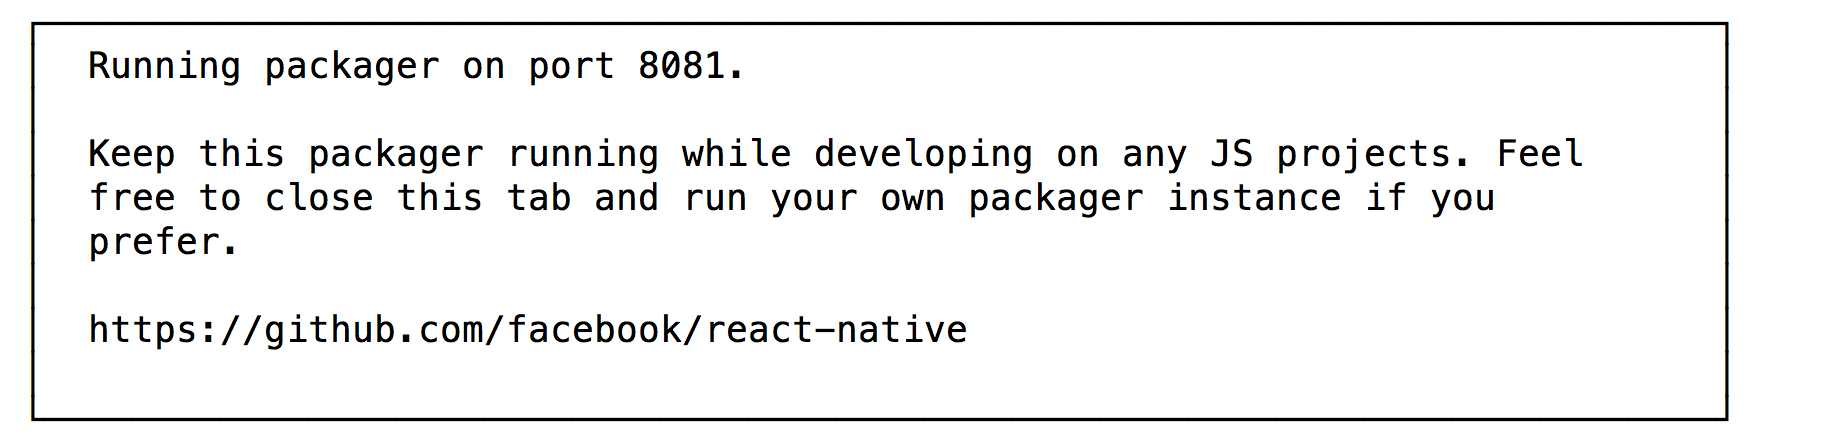 Running packager on port 8081.
Keep this packager running while developing on any JS projects. Feel
free to close this tab and run your own packager instance if you
prefer.
https://github.com/facebook/react-native